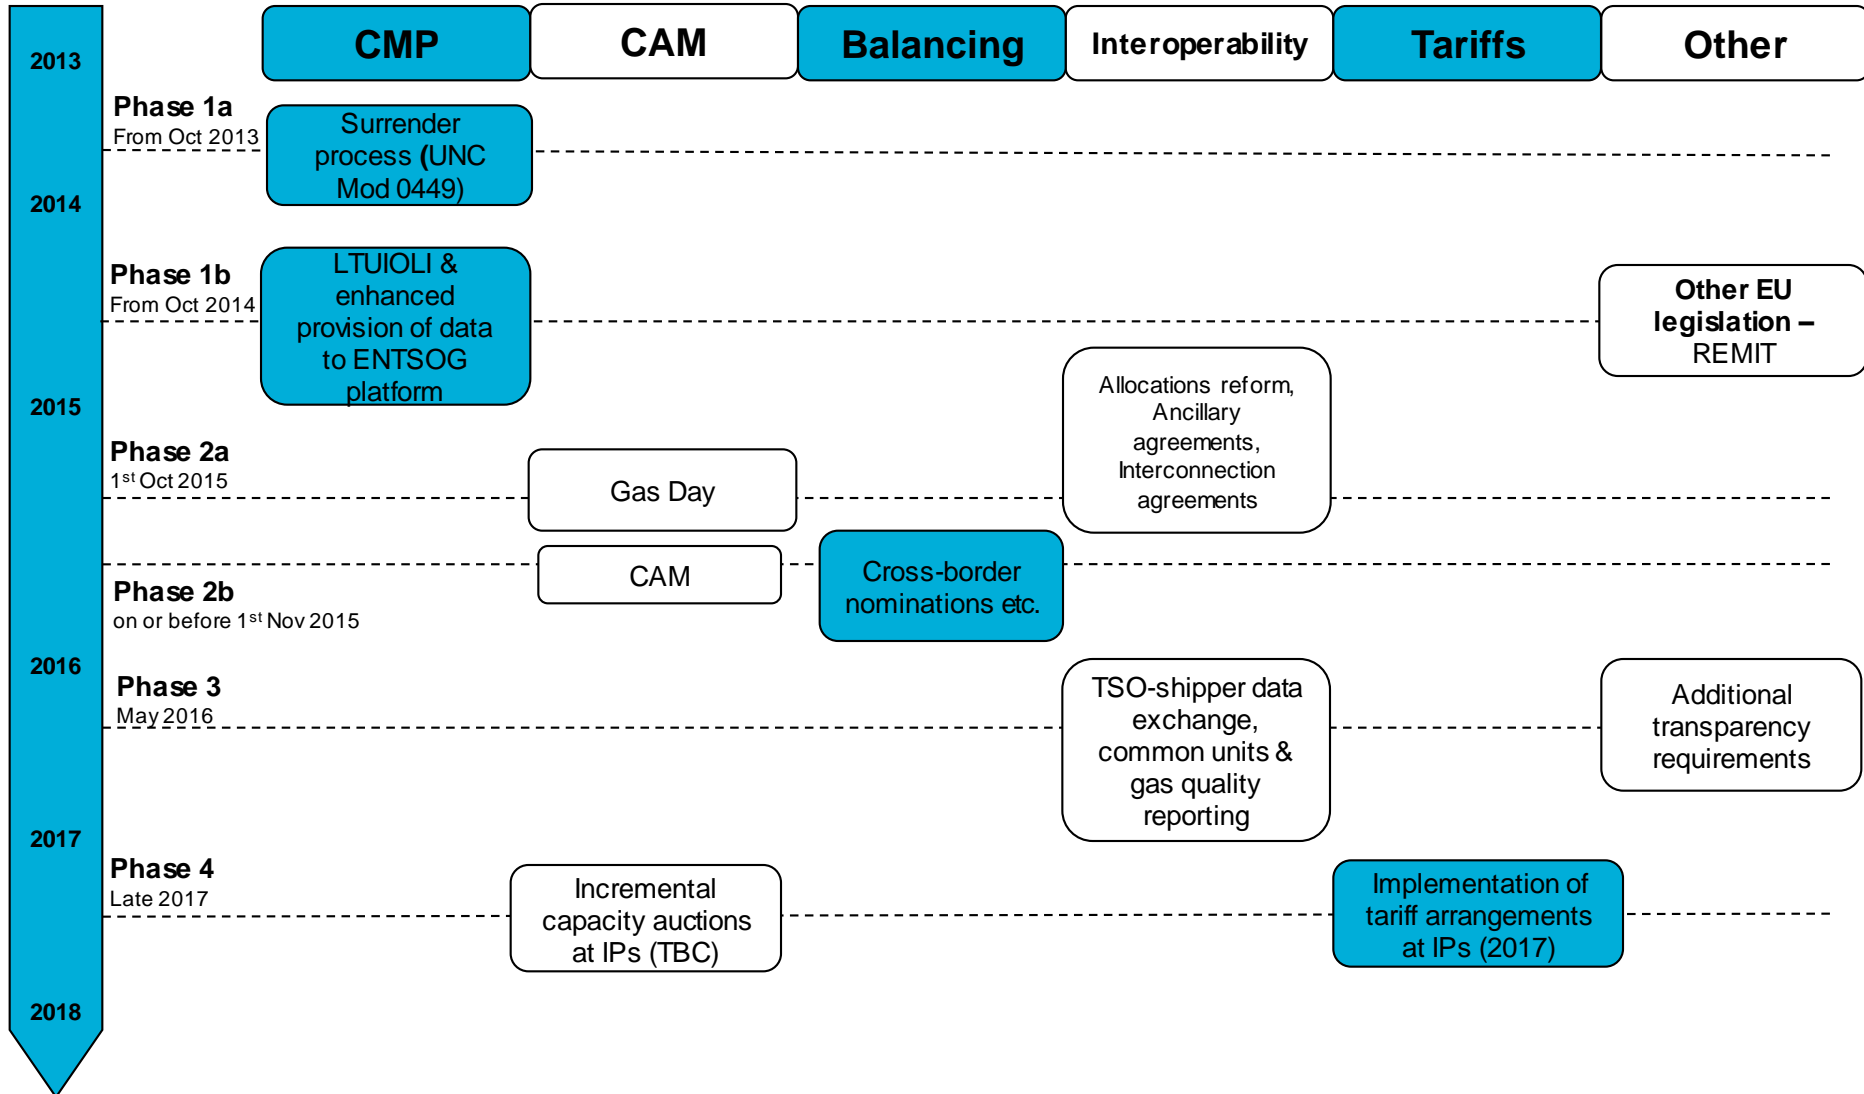 CMP
CAM
Balancing
Interoperability
Tariffs
Other
2013
Phase 1a
From Oct 2013
Surrender
process (UNC
Mod 0449)
2014
Phase 1b
From Oct 2014
LTUIOLI &
enhanced
provision of data
to ENTSOG
platform
Other EU
legislation –
REMIT
2015
Allocations reform,
Ancillary
agreements,
Interconnection
agreements
Phase 2a
1st Oct 2015
Gas Day
Phase 2b
on or before 1st Nov 2015
CAM
Cross-border
nominations etc.
2016
Phase 3
May 2016
TSO-shipper data
exchange,
common units &
gas quality
reporting
Additional
transparency
requirements
2017
Phase 4
Late 2017
Incremental
capacity auctions
at IPs (TBC)
Implementation of
tariff arrangements
at IPs (2017)
2018